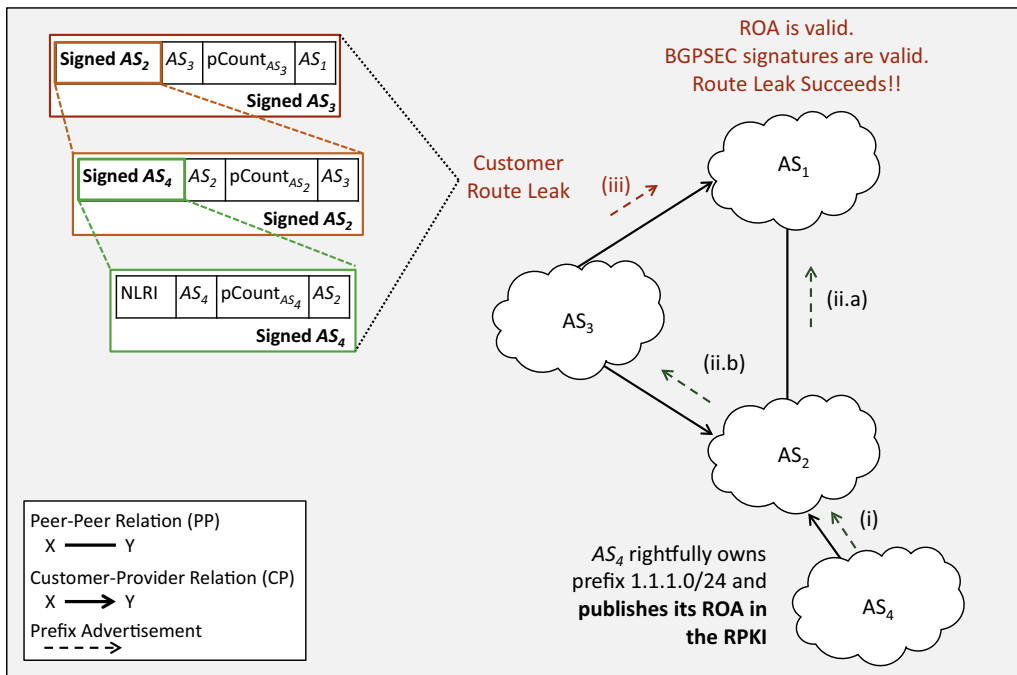 Signed AS₂ AS₃ pCount_AS₃ AS₁
Signed AS₃
Signed AS₄ AS₂ pCount_AS₂ AS₃
Signed AS₂
NLRI AS₄ pCount_AS₄ AS₂
Signed AS₄
ROA is valid.
BGPSEC signatures are valid.
Route Leak Succeeds!!
Customer
Route Leak
(iii)
AS₁
(ii.a)
AS₃
(ii.b)
AS₂
(i)
AS₄ rightfully owns
prefix 1.1.1.0/24 and
publishes its ROA in
the RPKI
AS₄
Peer-Peer Relation (PP)
X Y
Customer-Provider Relation (CP)
X Y
Prefix Advertisement